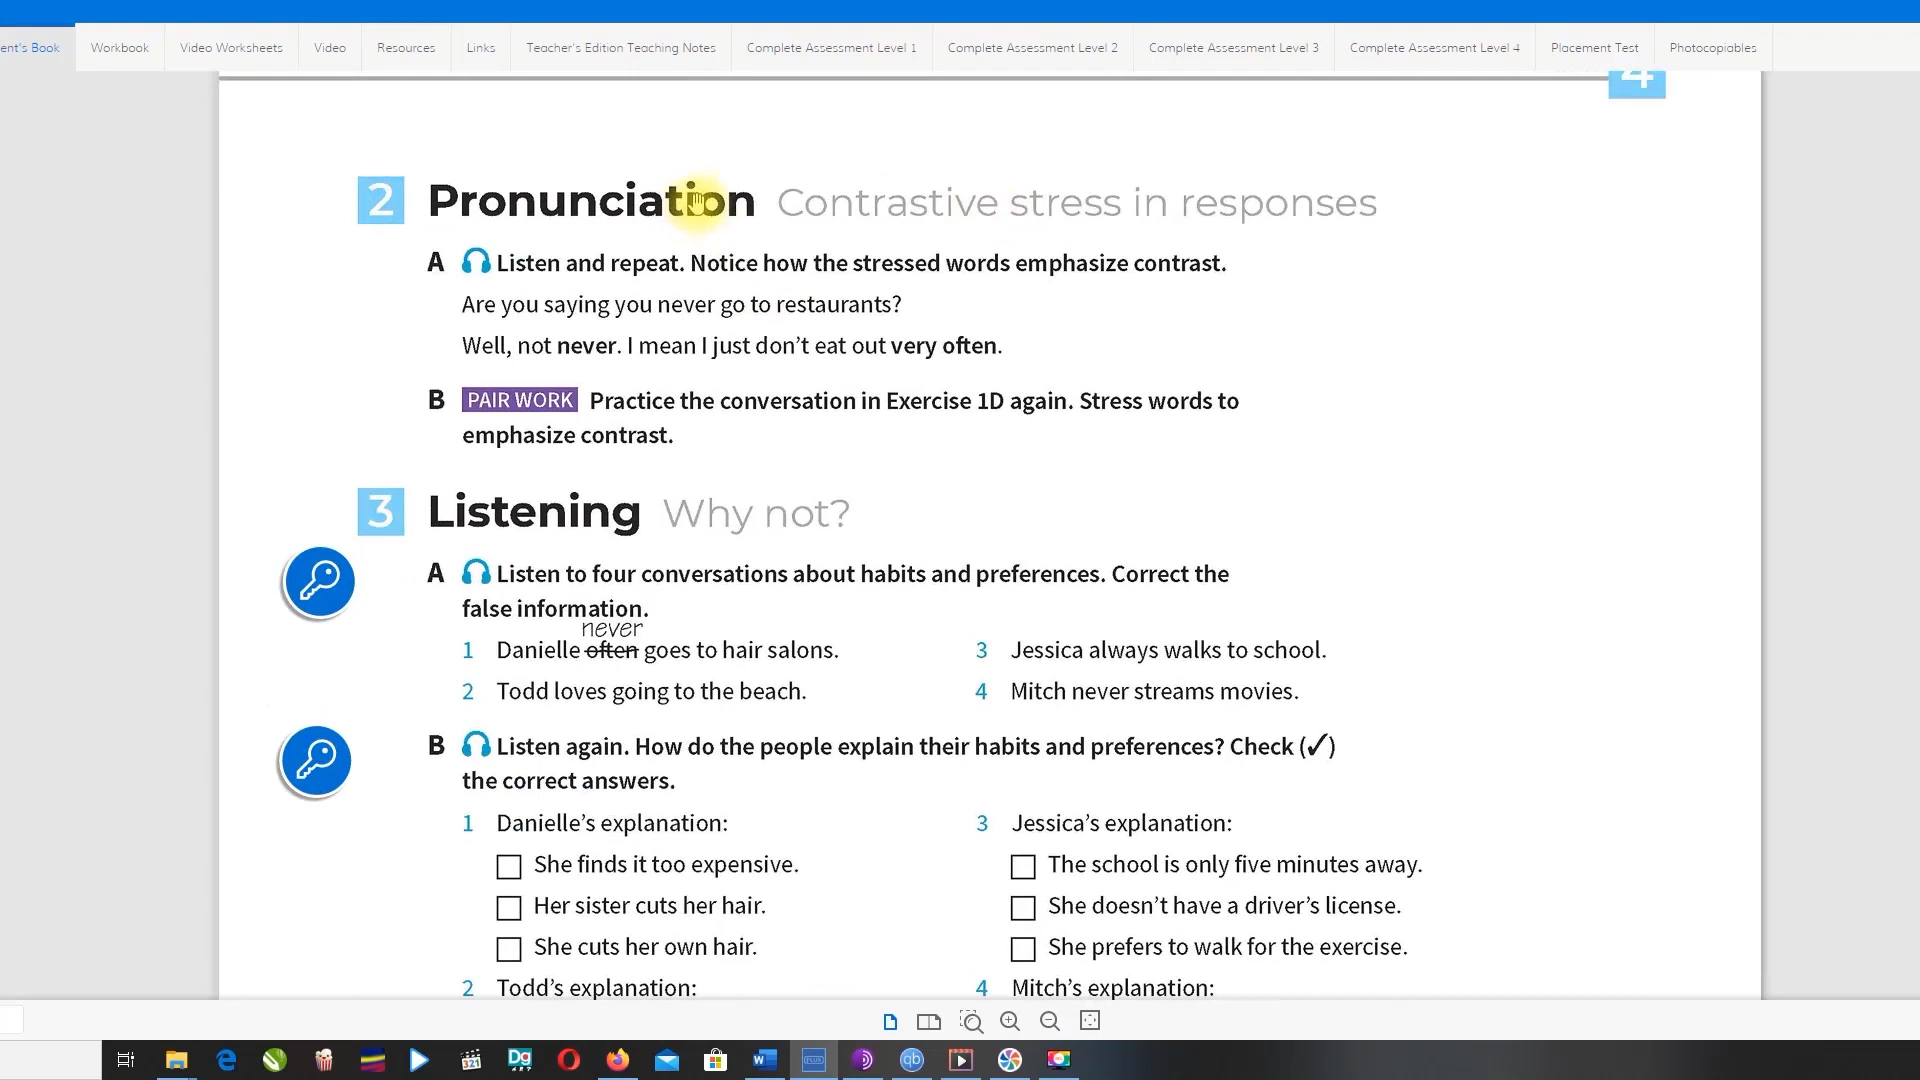 ent's Book Workbook Video Worksheets Video Resources Links Teacher's Edition Teaching Notes Complete Assessment Level 1 Complete Assessment Level 2 Complete Assessment Level 3 Complete Assessment Level 4 Placement Test Photocopiables
4
2 Pronunciation Contrastive stress in responses
A Listen and repeat. Notice how the stressed words emphasize contrast.
Are you saying you never go to restaurants?
Well, not never. I mean I just don't eat out very often.
B PAIR WORK Practice the conversation in Exercise 1D again. Stress words to
emphasize contrast.
3 Listening Why not?
A Listen to four conversations about habits and preferences. Correct the
false information.
never
1 Danielle often goes to hair salons.
2 Todd loves going to the beach.
3 Jessica always walks to school.
4 Mitch never streams movies.
B Listen again. How do the people explain their habits and preferences? Check (✓)
the correct answers.
1 Danielle's explanation:
She finds it too expensive.
Her sister cuts her hair.
She cuts her own hair.
2 Todd's explanation:
3 Jessica's explanation:
The school is only five minutes away.
She doesn't have a driver's license.
She prefers to walk for the exercise.
4 Mitch's explanation:
321 Dg PLUS qb